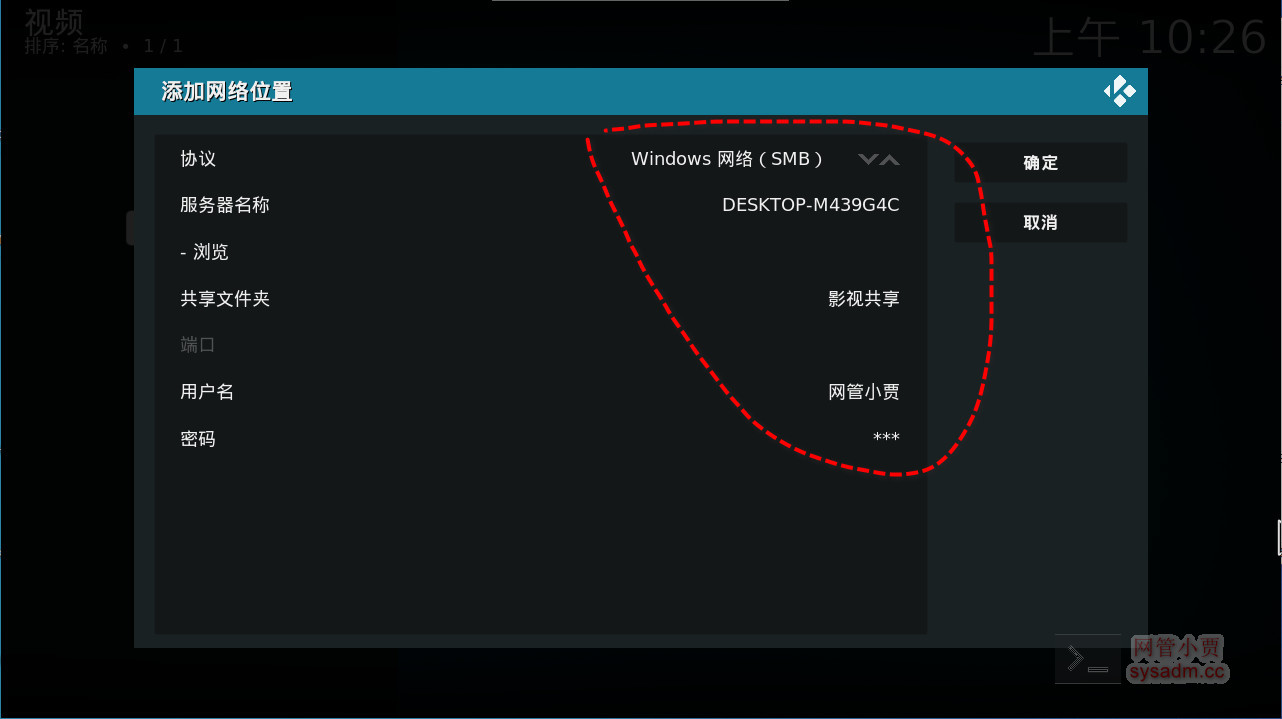 视频
排序: 名称 • 1 / 1
上午 10:26
添加网络位置
协议 Windows 网络 ( SMB )
确定
服务器名称 DESKTOP-M439G4C
取消
- 浏览
共享文件夹 影视共享
端口
用户名 网管小贾
密码 ***
网管小贾
sysadm.cc